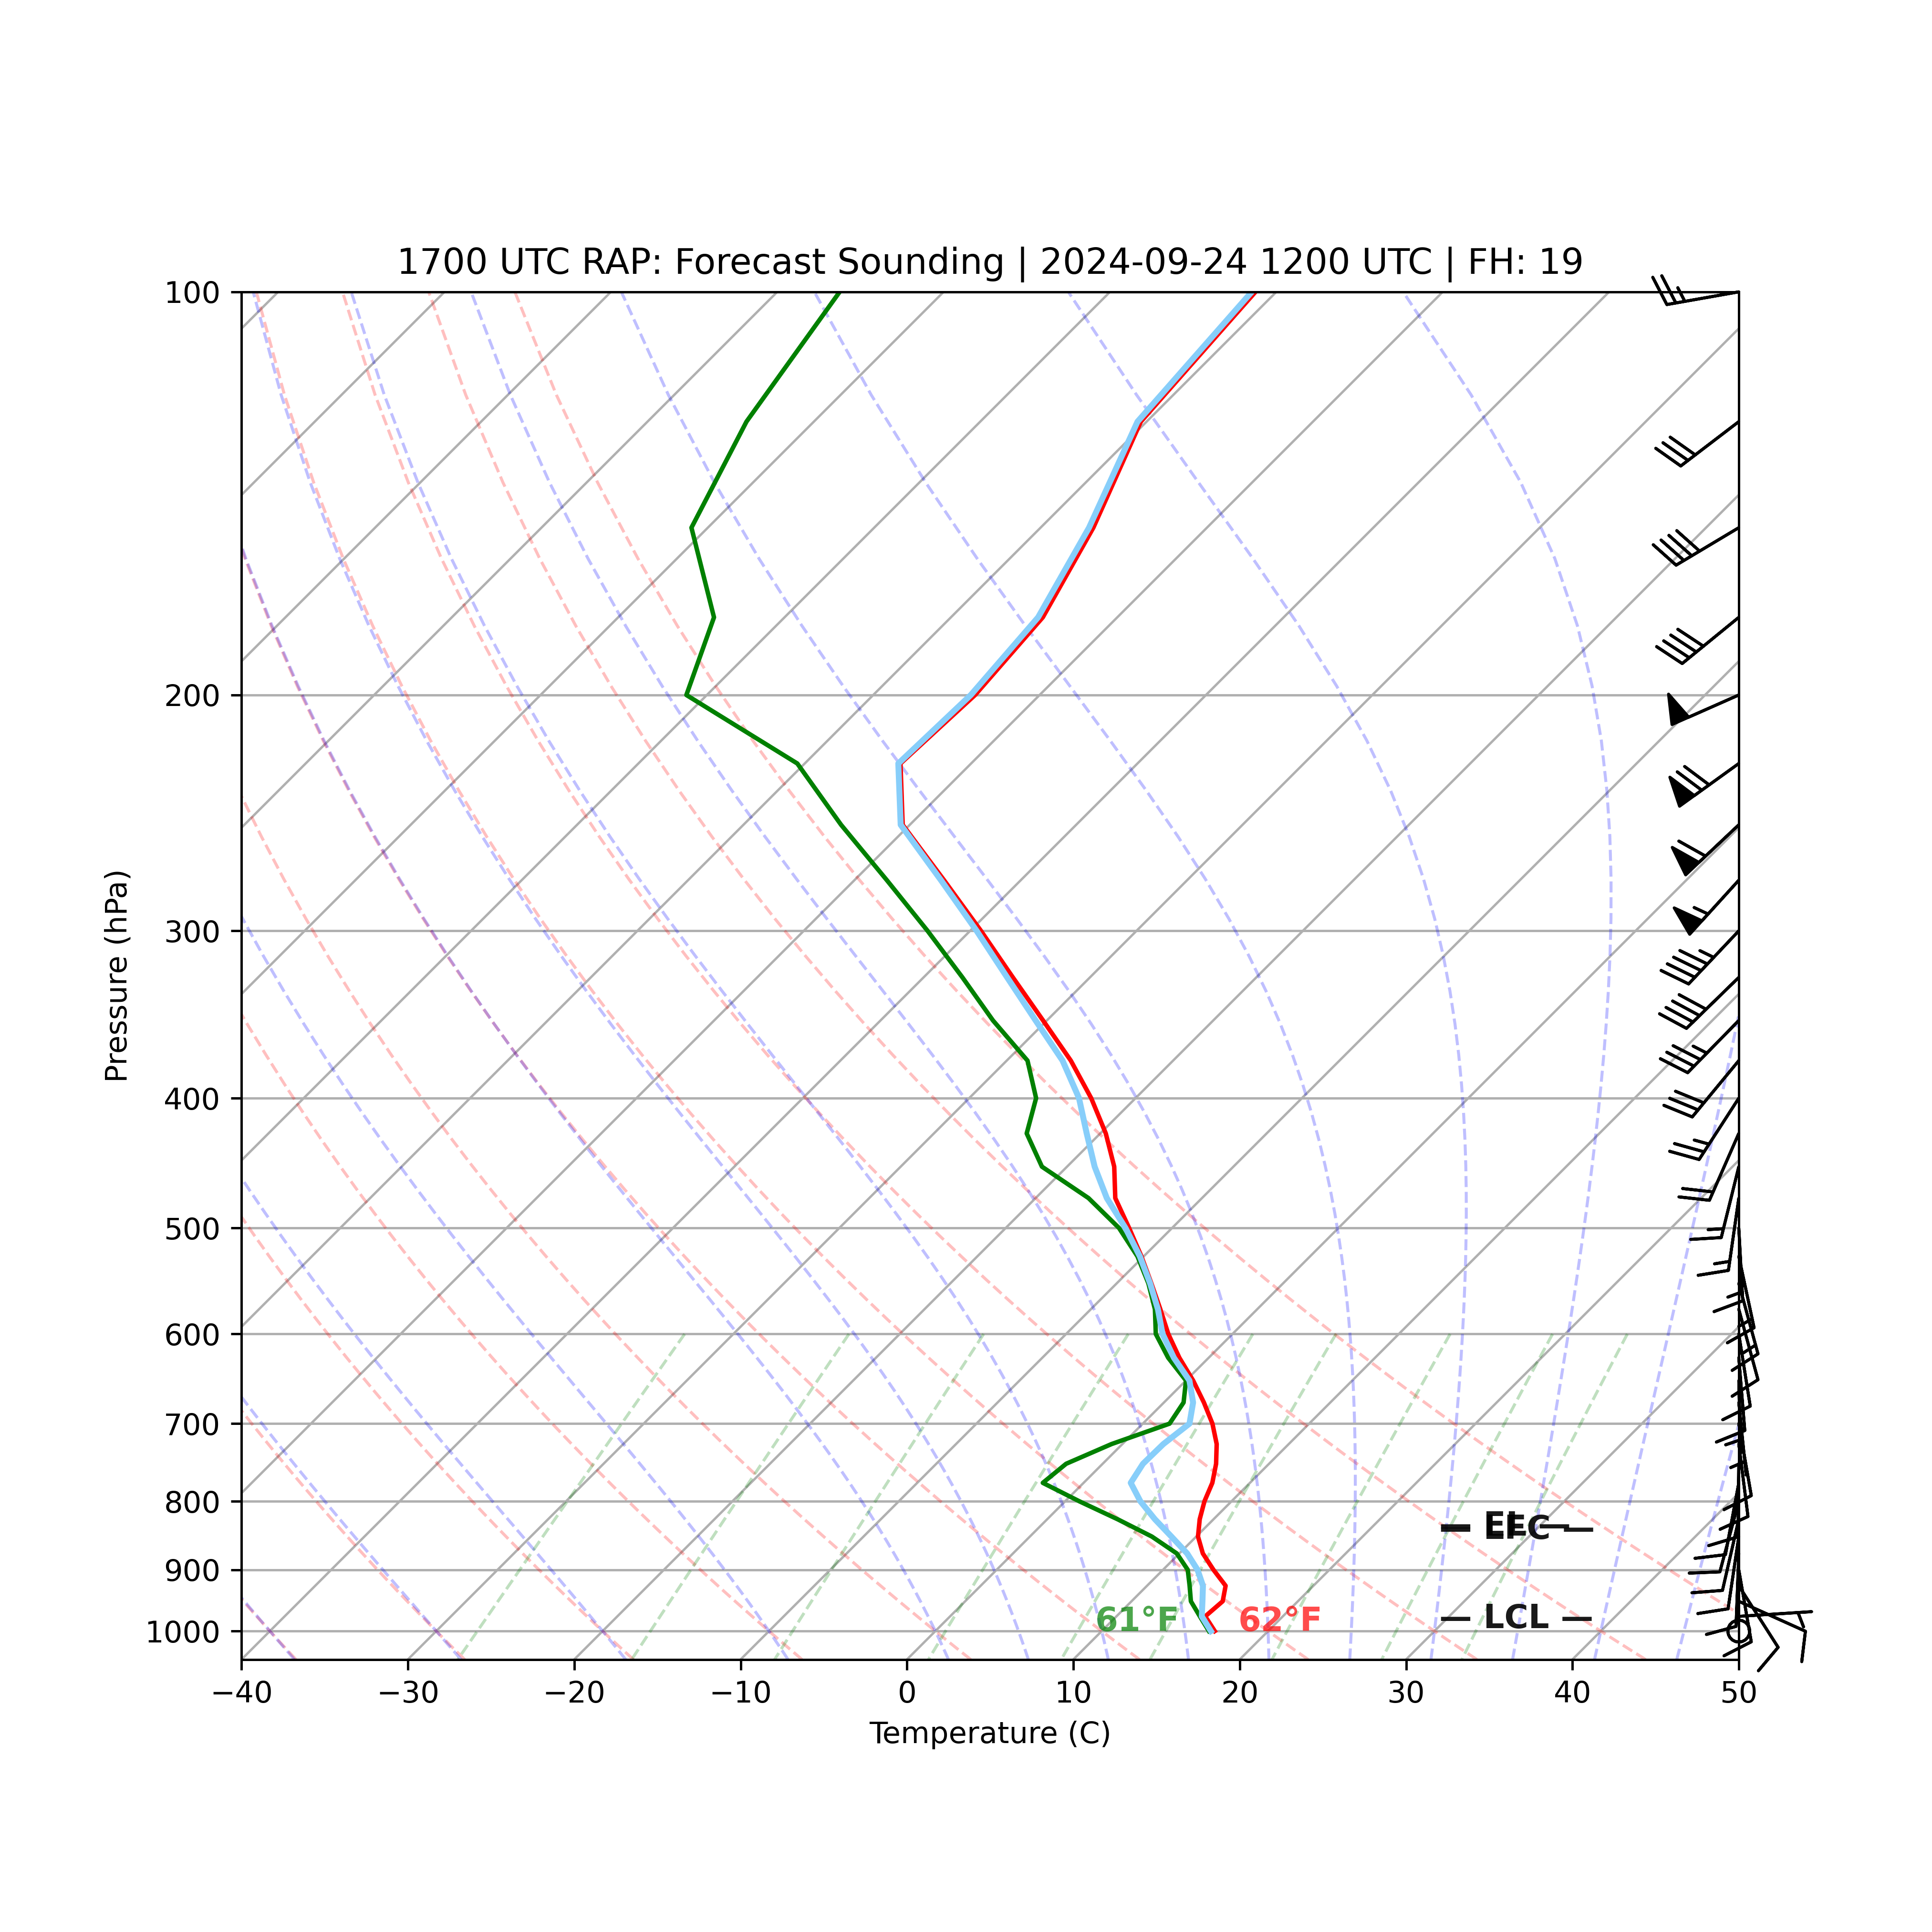 1700 UTC RAP: Forecast Sounding | 2024-09-24 1200 UTC | FH: 19
100
200
300
400
500
600
700
800
900
1000
Pressure (hPa)
— EL —
— LCL —
61°F
62°F
−40 −30 −20 −10 0 10 20 30 40 50
Temperature (C)